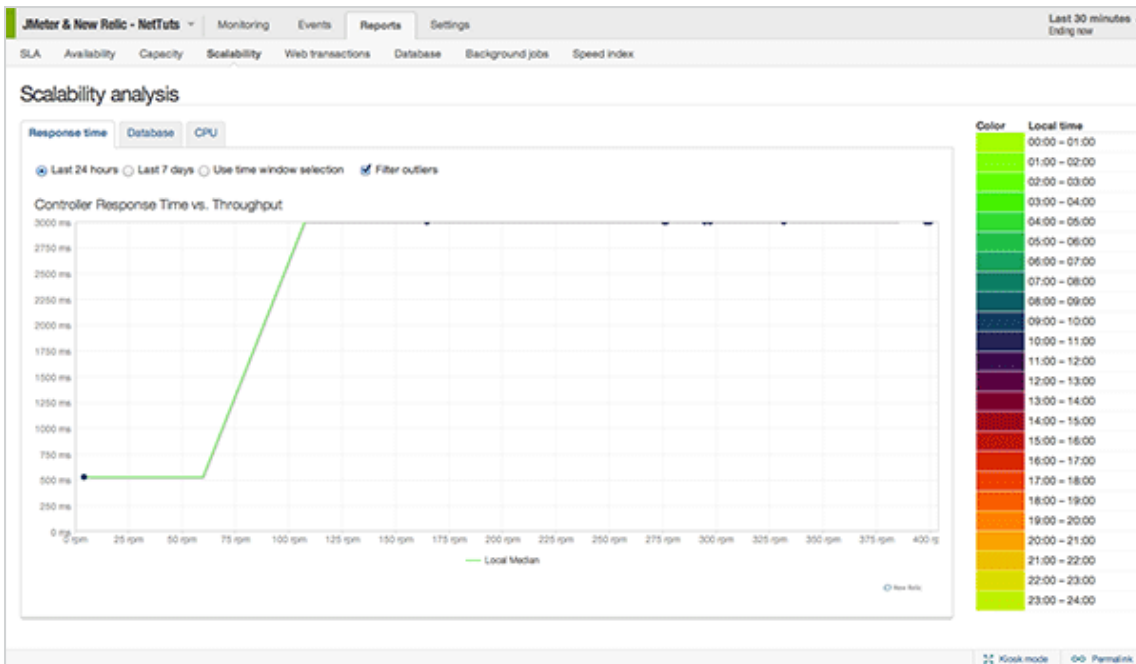 JMeter & New Relic - NetTuts Monitoring Events Reports Settings Last 30 minutes
Ending now
SLA Availability Capacity Scalability Web transactions Database Background jobs Speed index
Scalability analysis
Response time Database CPU
Last 24 hours Last 7 days Use time window selection Filter outliers
Controller Response Time vs. Throughput
3000 ms
2750 ms
2500 ms
2250 ms
2000 ms
1750 ms
1500 ms
1250 ms
1000 ms
750 ms
500 ms
250 ms
0 ms
0 rpm 25 rpm 50 rpm 75 rpm 100 rpm 125 rpm 150 rpm 175 rpm 200 rpm 225 rpm 250 rpm 275 rpm 300 rpm 325 rpm 350 rpm 375 rpm 400 rp
Local Median
New Relic
Color Local time
00:00 – 01:00
01:00 – 02:00
02:00 – 03:00
03:00 – 04:00
04:00 – 05:00
05:00 – 06:00
06:00 – 07:00
07:00 – 08:00
08:00 – 09:00
09:00 – 10:00
10:00 – 11:00
11:00 – 12:00
12:00 – 13:00
13:00 – 14:00
14:00 – 15:00
15:00 – 16:00
16:00 – 17:00
17:00 – 18:00
18:00 – 19:00
19:00 – 20:00
20:00 – 21:00
21:00 – 22:00
22:00 – 23:00
23:00 – 24:00
Kiosk mode Permalink